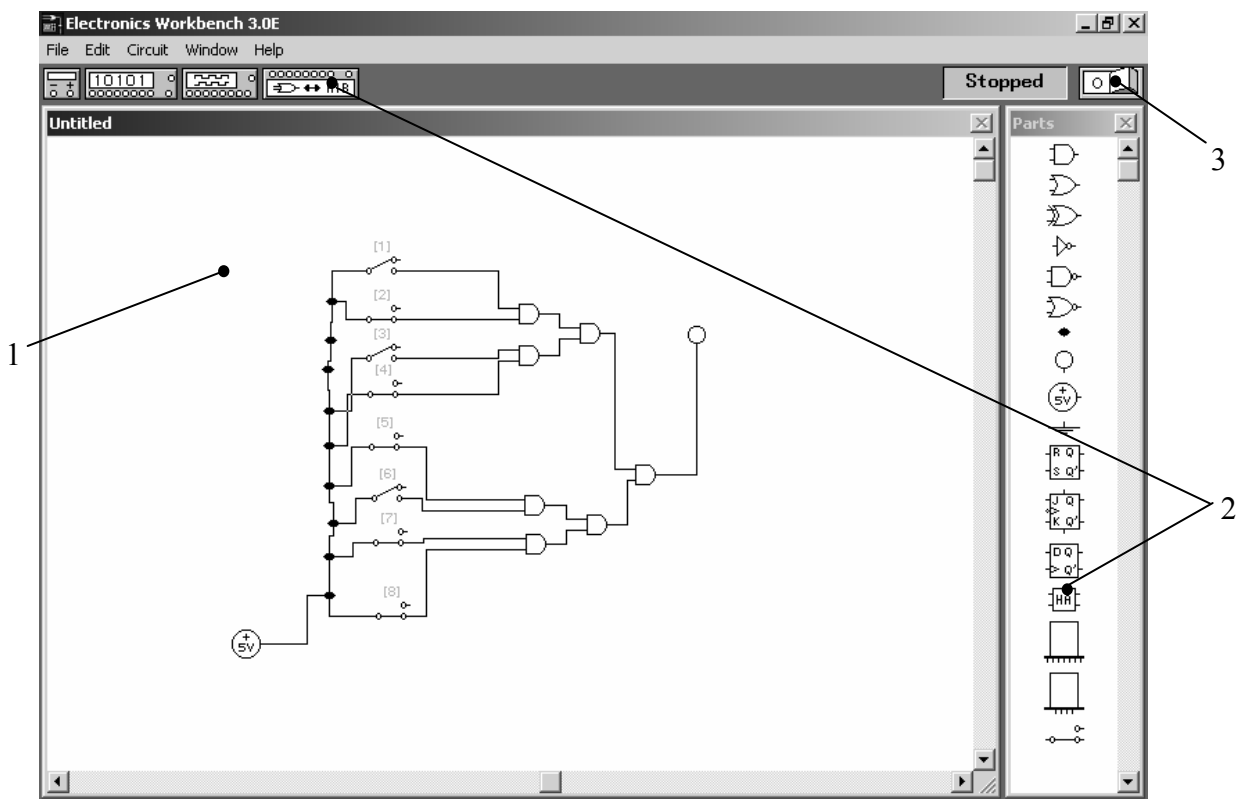 Electronics Workbench 3.0E
File Edit Circuit Window Help
10101
A B
Stopped
Untitled
Parts
3
[1]
[2]
[3]
[4]
1
+
5V
[5]
R Q
S Q'
[6]
J Q
K Q'
2
[7]
D Q
> Q'
[8]
HA
+
5V